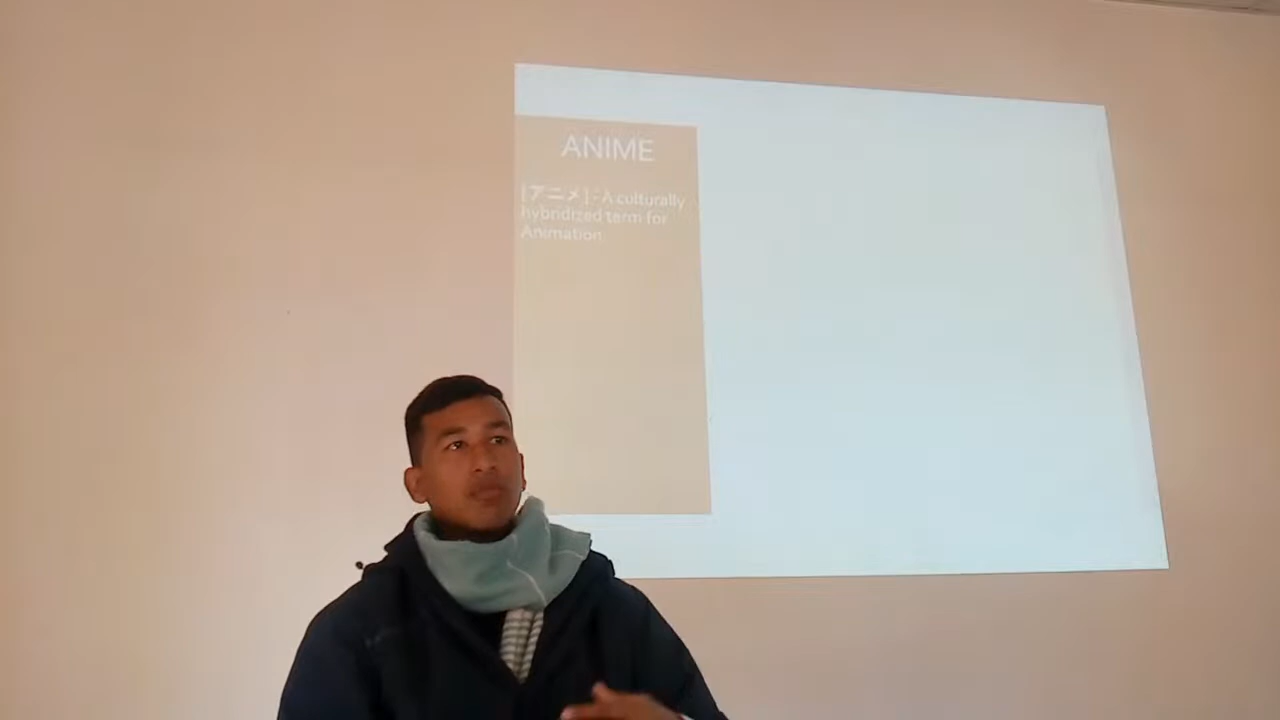 ANIME
[アニメ] : A culturally
hybridized term for
Animation